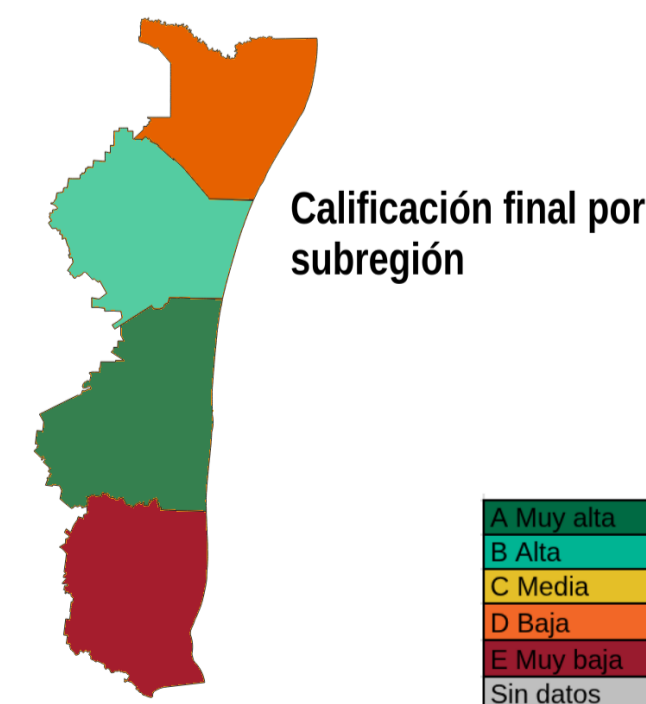 Calificación final por
subregión
A Muy alta
B Alta
C Media
D Baja
E Muy baja
Sin datos